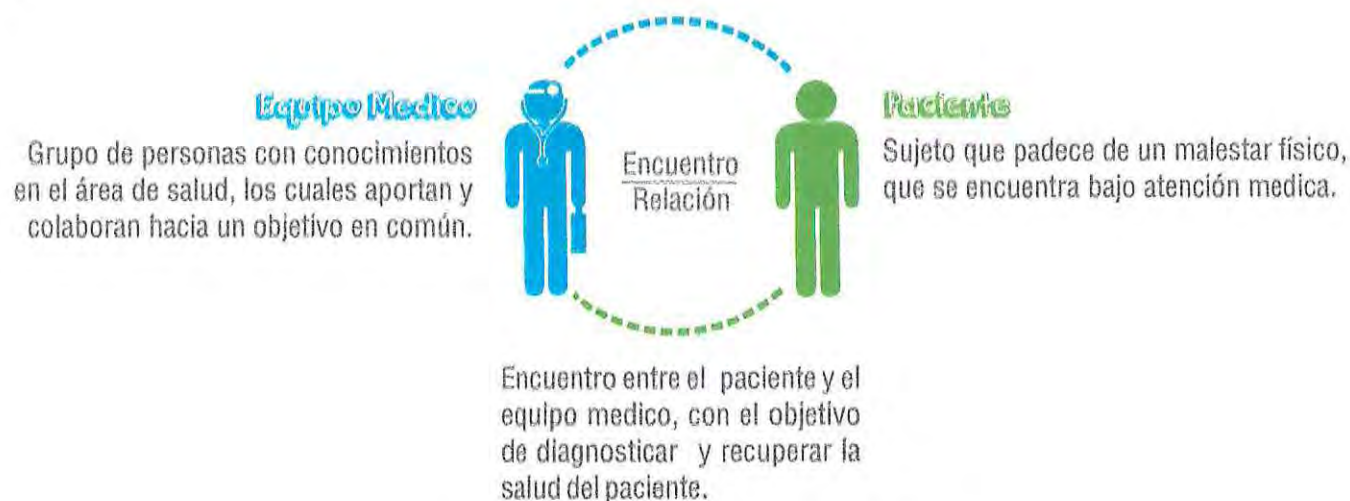 Equipo Medico
Grupo de personas con conocimientos
en el área de salud, los cuales aportan y
colaboran hacia un objetivo en común.
Encuentro
Relación
Paciente
Sujeto que padece de un malestar físico,
que se encuentra bajo atención medica.
Encuentro entre el paciente y el
equipo medico, con el objetivo
de diagnosticar y recuperar la
salud del paciente.